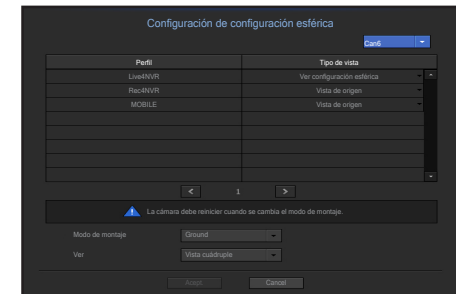 Configuración de configuración esférica
Can6
Perfil Tipo de vista
Live4NVR Ver configuración esférica
Rec4NVR Vista de origen
MOBILE Vista de origen
< 1 >
La cámara debe reinicier cuando se cambia el modo de montaje.
Modo de montaje Ground
Ver Vista cuádruple
Acept. Cancel